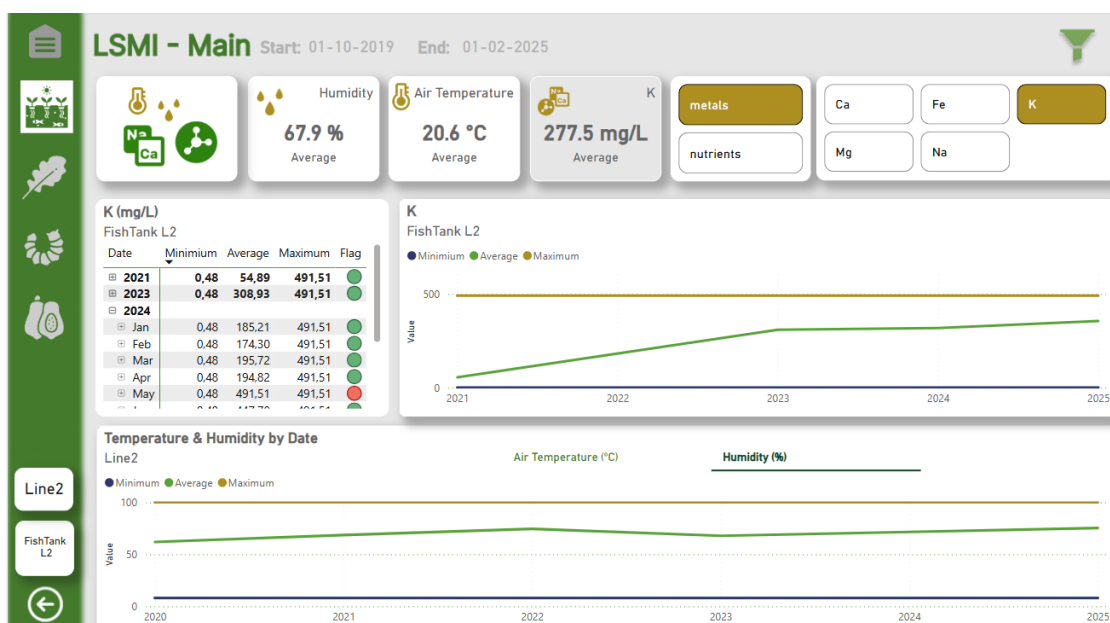 LSMI - Main Start: 01-10-2019 End: 01-02-2025
Na
Ca
Humidity
67.9 %
Average
Air Temperature
20.6 °C
Average
Na
Ca
K
277.5 mg/L
Average
metals
nutrients
Ca
Fe
K
Mg
Na
K (mg/L)
FishTank L2
Date Minimium Average Maximum Flag
2021 0,48 54,89 491,51
2023 0,48 308,93 491,51
2024
Jan 0,48 185,21 491,51
Feb 0,48 174,30 491,51
Mar 0,48 195,72 491,51
Apr 0,48 194,82 491,51
May 0,48 491,51 491,51
K
FishTank L2
Minimium Average Maximum
Value
500
0
2021 2022 2023 2024 2025
Temperature & Humidity by Date
Line2
Air Temperature (°C) Humidity (%)
Minimum Average Maximum
Value
100
50
0
2020 2021 2022 2023 2024 2025
Line2
FishTank
L2